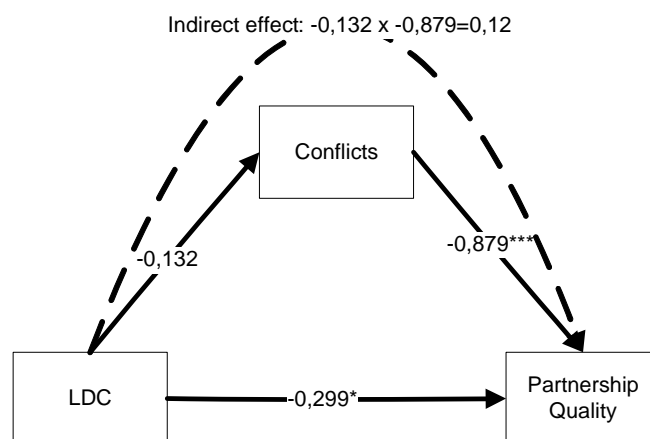 Indirect effect: -0,132 x -0,879=0,12
Conflicts
-0,132
-0,879***
LDC
-0,299*
Partnership
Quality